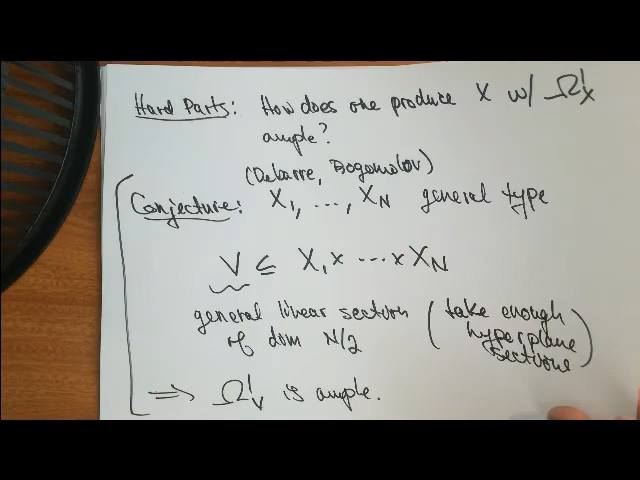 Hard Parts: How does one produce X w/ Ω¹ₓ
ample?
(Debarre, Bogomolov)
Conjecture: X₁, ..., X_N general type
V ≤ X₁ x ... x X_N
general linear section (take enough
of dim N/2 hyperplane
sections)
⟹ Ω¹_V is ample.